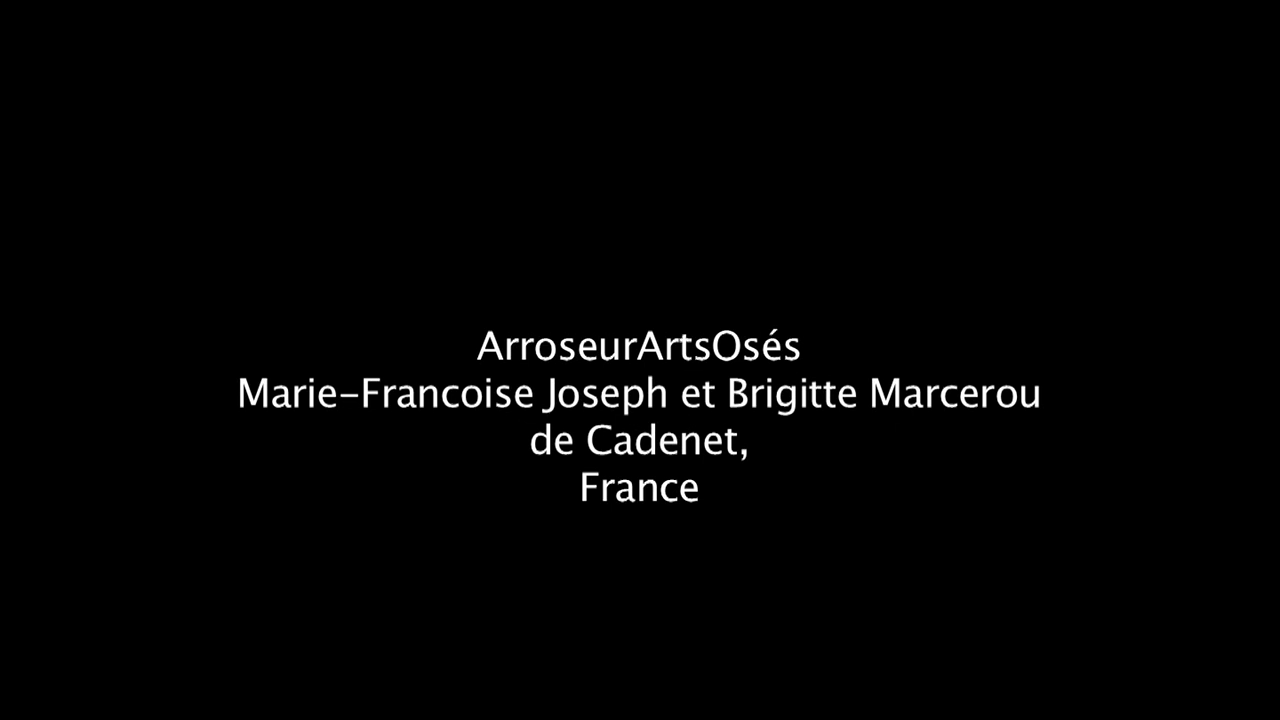 ArroseurArtsOsés
Marie-Francoise Joseph et Brigitte Marcerou
de Cadenet,
France